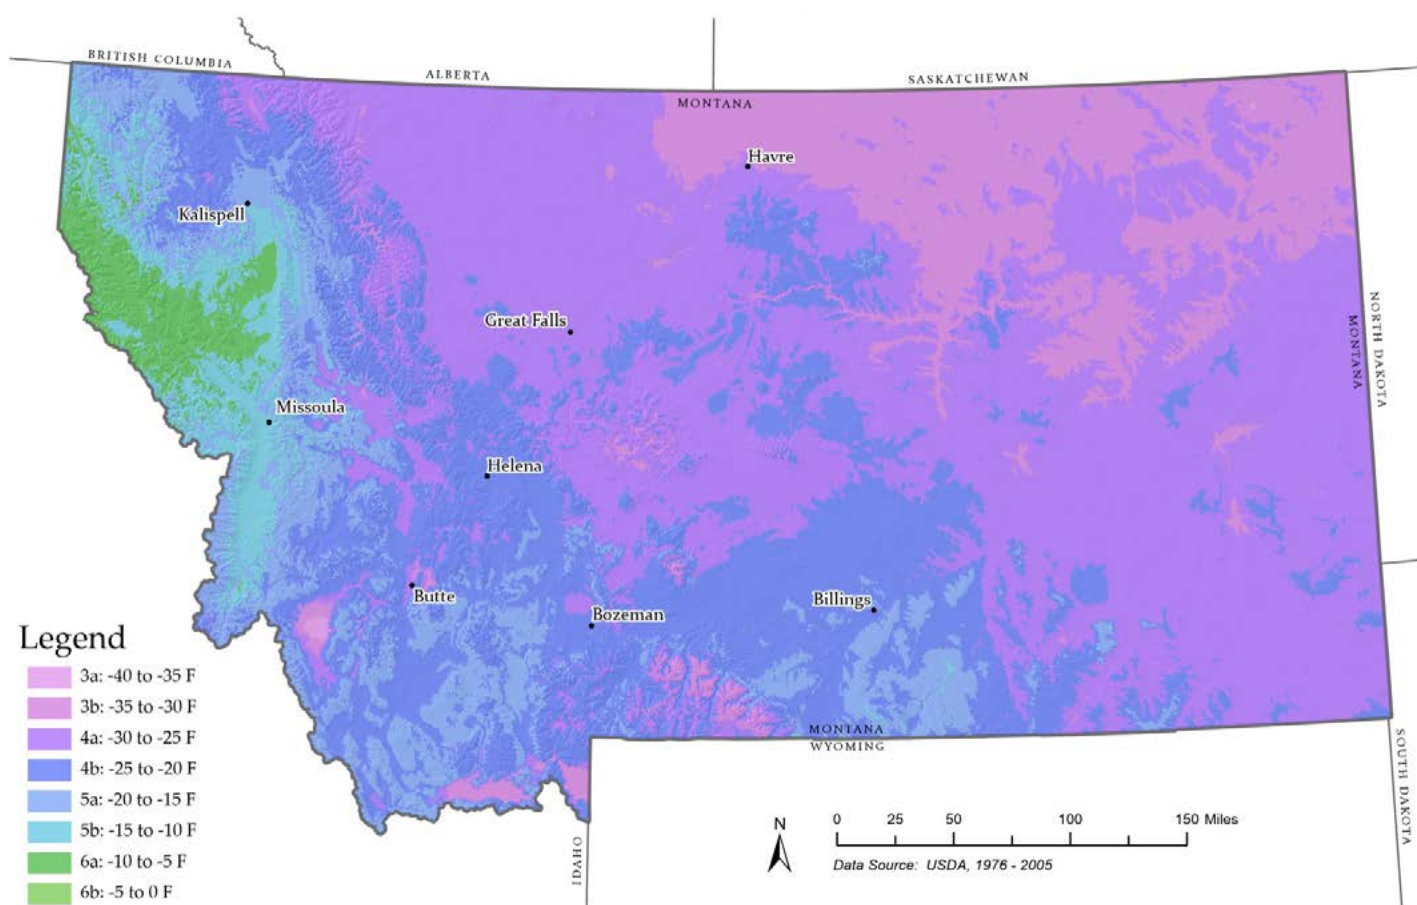 BRITISH COLUMBIA
ALBERTA
SASKATCHEWAN
MONTANA
Havre
Kalispell
Great Falls
NORTH DAKOTA
MONTANA
Missoula
Helena
Butte
Bozeman
Billings
MONTANA
WYOMING
SOUTH DAKOTA
IDAHO
Legend
3a: -40 to -35 F
3b: -35 to -30 F
4a: -30 to -25 F
4b: -25 to -20 F
5a: -20 to -15 F
5b: -15 to -10 F
6a: -10 to -5 F
6b: -5 to 0 F
N
0 25 50 100 150 Miles
Data Source: USDA, 1976 - 2005